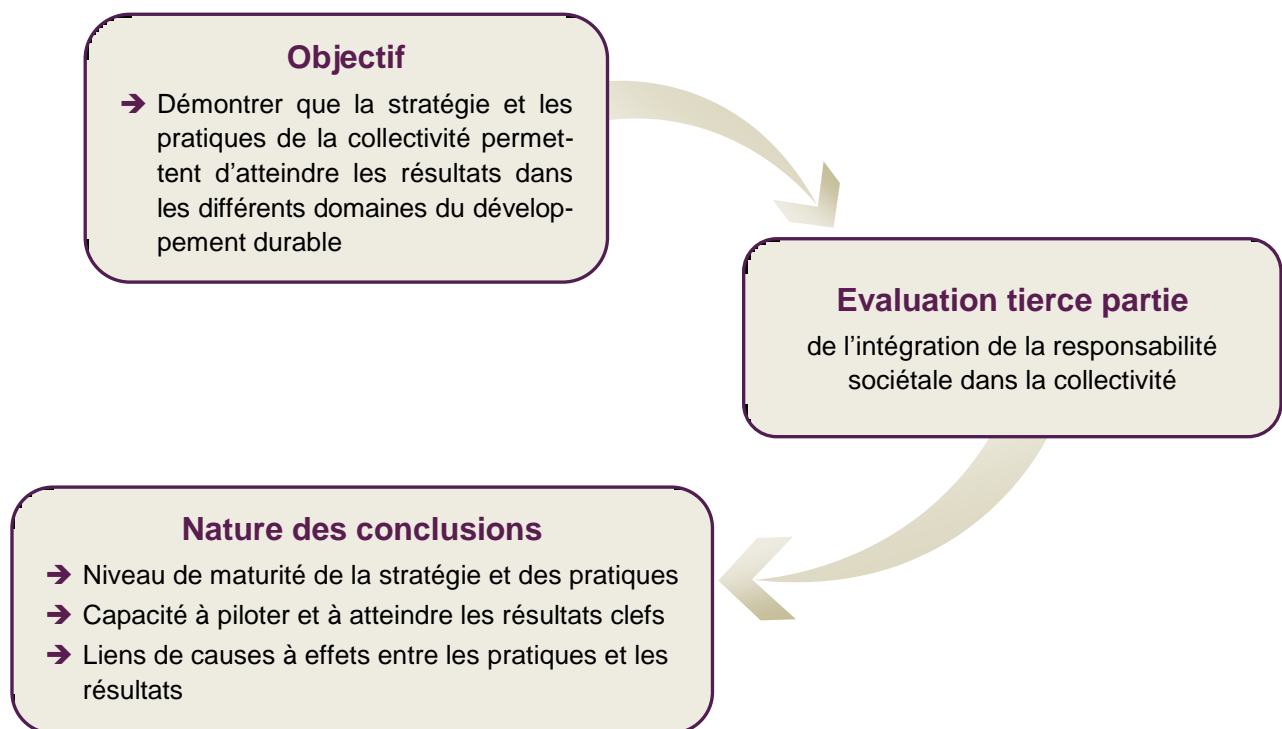 Objectif
➔ Démontrer que la stratégie et les
pratiques de la collectivité permet-
tent d'atteindre les résultats dans
les différents domaines du dévelop-
pement durable
Evaluation tierce partie
de l'intégration de la responsabilité
sociétale dans la collectivité
Nature des conclusions
➔ Niveau de maturité de la stratégie et des pratiques
➔ Capacité à piloter et à atteindre les résultats clefs
➔ Liens de causes à effets entre les pratiques et les
résultats